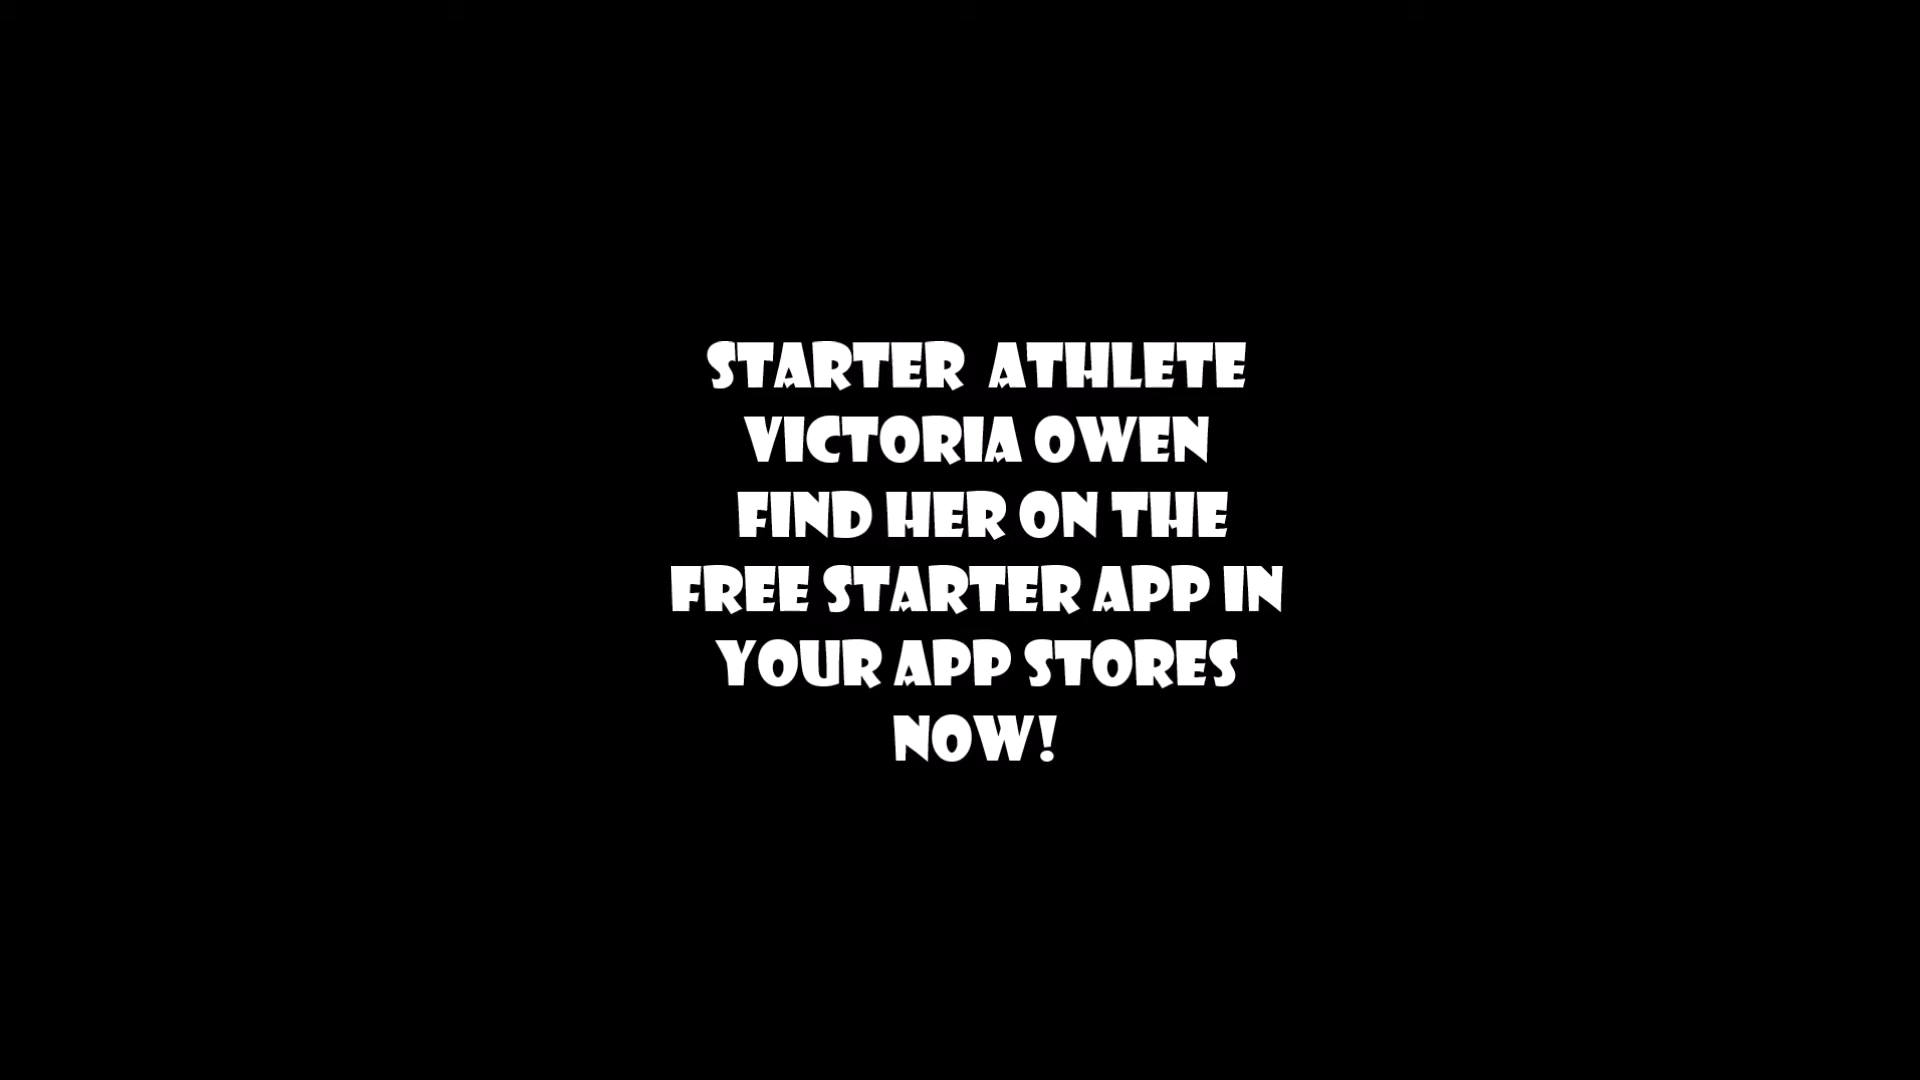 STARTER ATHLETE
VICTORIA OWEN
FIND HER ON THE
FREE STARTER APP IN
YOUR APP STORES
NOW!